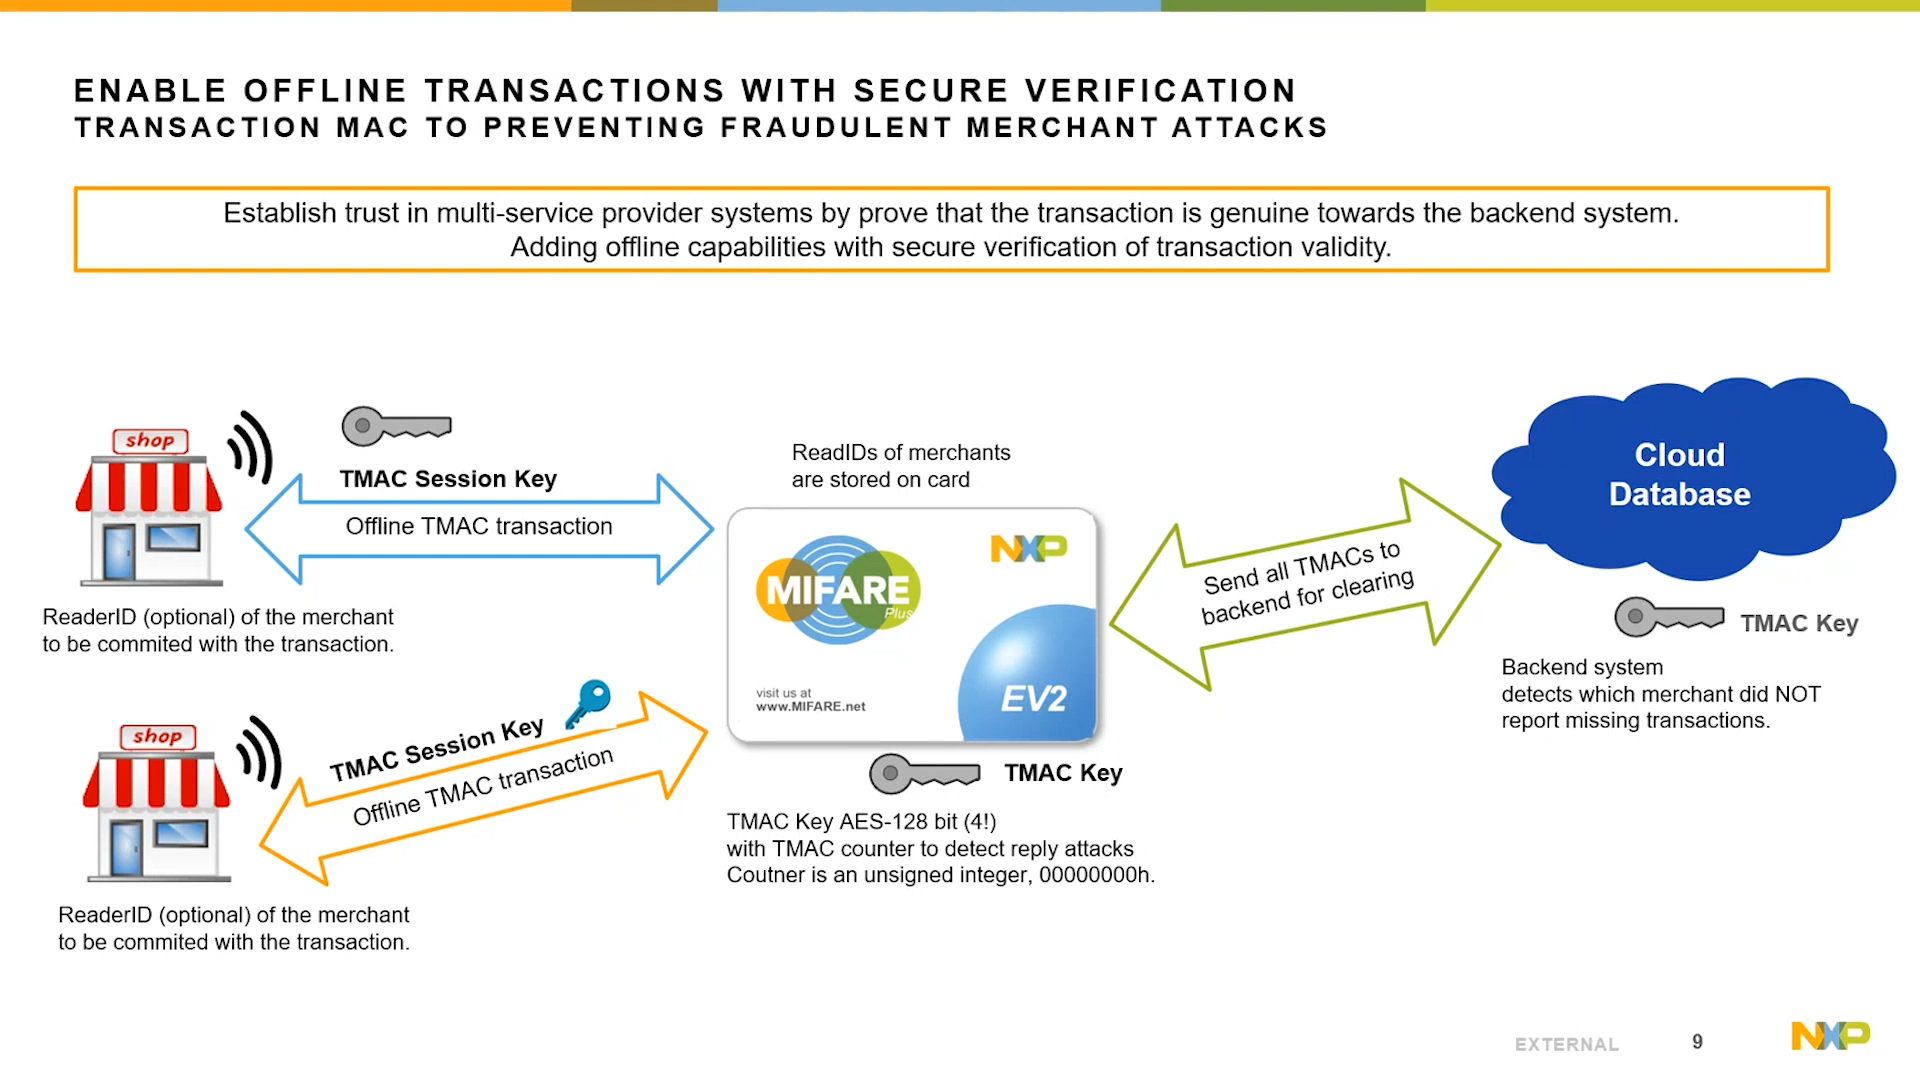 ENABLE OFFLINE TRANSACTIONS WITH SECURE VERIFICATION
TRANSACTION MAC TO PREVENTING FRAUDULENT MERCHANT ATTACKS
Establish trust in multi-service provider systems by prove that the transaction is genuine towards the backend system.
Adding offline capabilities with secure verification of transaction validity.
shop
TMAC Session Key
Offline TMAC transaction
ReaderID (optional) of the merchant
to be commited with the transaction.
shop
TMAC Session Key
Offline TMAC transaction
ReaderID (optional) of the merchant
to be commited with the transaction.
ReadIDs of merchants
are stored on card
NXP
MIFARE
Plus
visit us at
www.MIFARE.net
EV2
TMAC Key
TMAC Key AES-128 bit (4!)
with TMAC counter to detect reply attacks
Coutner is an unsigned integer, 00000000h.
Send all TMACs to
backend for clearing
Cloud
Database
TMAC Key
Backend system
detects which merchant did NOT
report missing transactions.
EXTERNAL
9
NXP